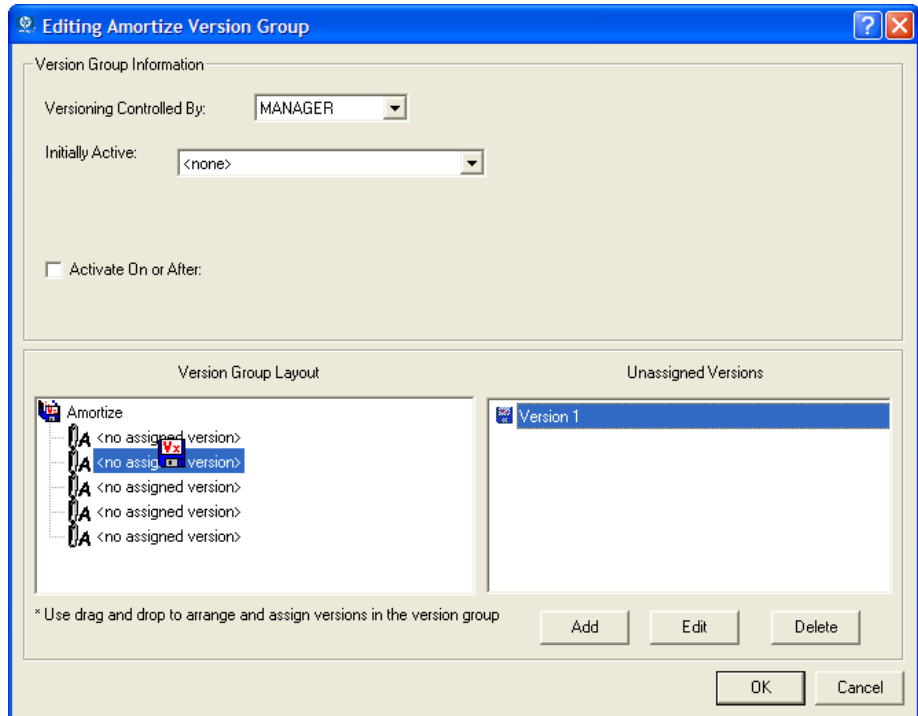 Editing Amortize Version Group
Version Group Information
Versioning Controlled By: MANAGER
Initially Active: <none>
Activate On or After:
Version Group Layout Unassigned Versions
Amortize Version 1
<no assigned version>
<no assig version>
<no assigned version>
<no assigned version>
<no assigned version>
Vx
* Use drag and drop to arrange and assign versions in the version group
Add Edit Delete
OK Cancel